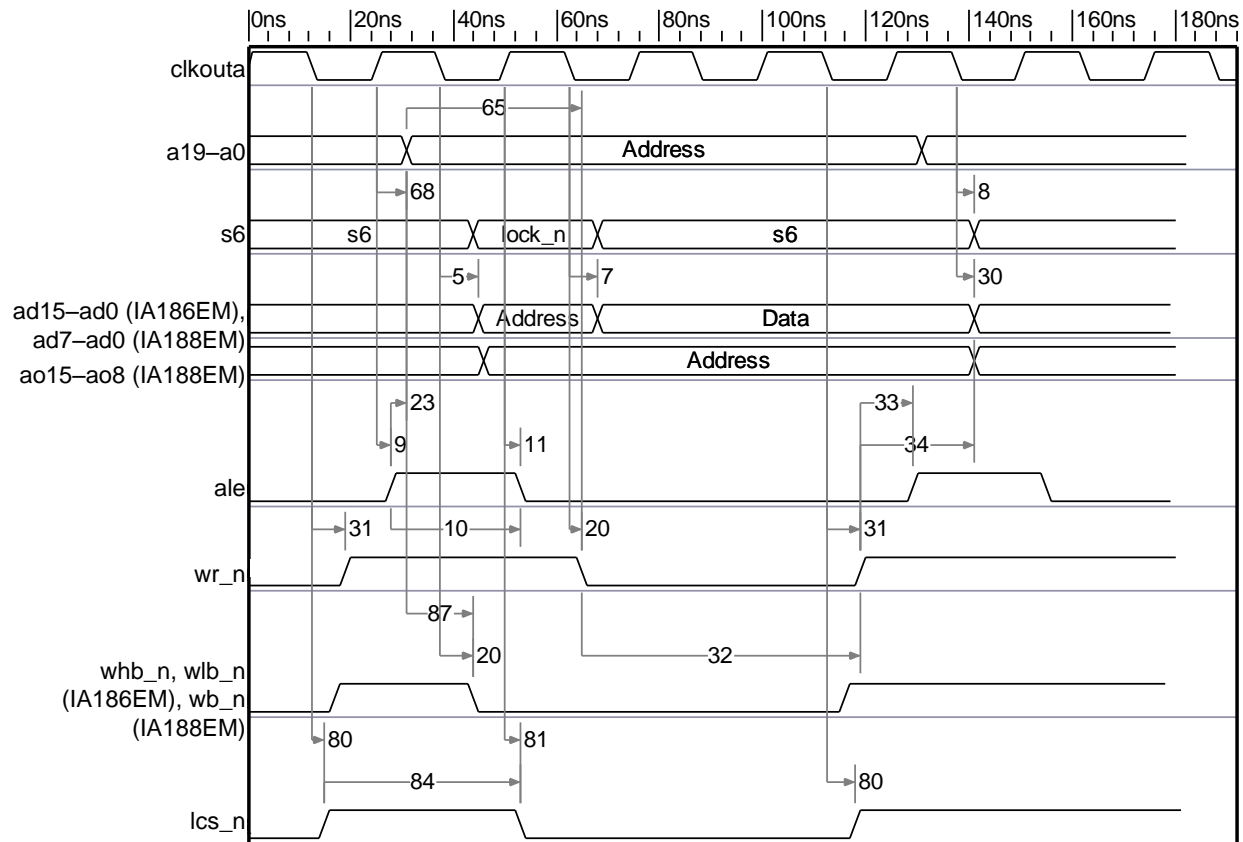 0ns 20ns 40ns 60ns 80ns 100ns 120ns 140ns 160ns 180ns
clkouta
65
a19–a0 Address
68 8
s6 s6 lock_n s6
5 7 30
ad15–ad0 (IA186EM), Address Data
ad7–ad0 (IA188EM)
ao15–ao8 (IA188EM) Address
23 33
9 11 34
ale
31 10 20 31
wr_n
87
20 32
whb_n, wlb_n
(IA186EM), wb_n
(IA188EM)
80 81
84 80
lcs_n